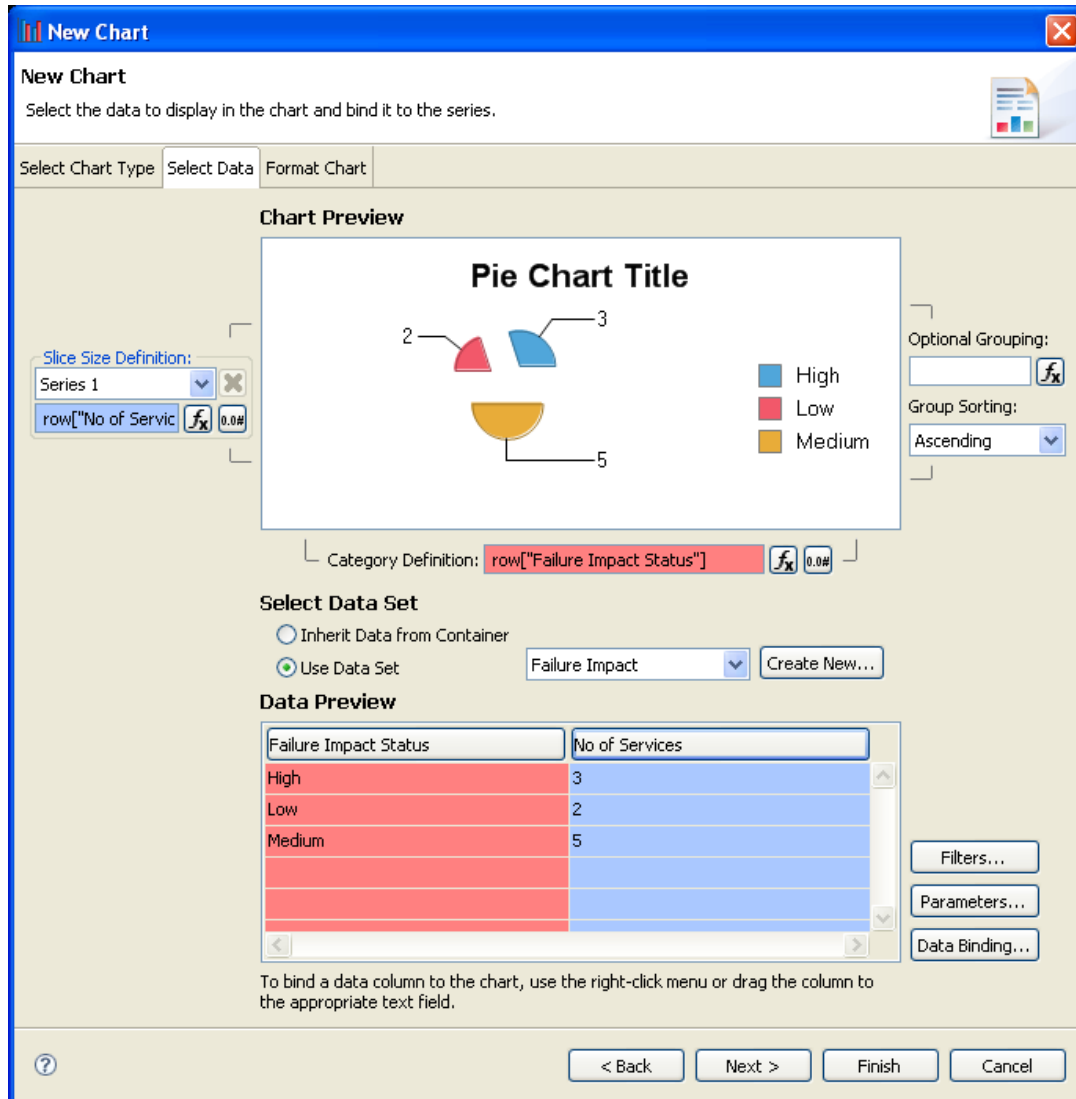 New Chart
New Chart
Select the data to display in the chart and bind it to the series.
Select Chart Type Select Data Format Chart
Chart Preview
Pie Chart Title
2
3
5
High
Low
Medium
Slice Size Definition:
Series 1
row["No of Servic fx 0.0#
Optional Grouping:
fx
Group Sorting:
Ascending
Category Definition: row["Failure Impact Status"] fx 0.0#
Select Data Set
Inherit Data from Container
Use Data Set Failure Impact Create New...
Data Preview
Failure Impact Status No of Services
High 3
Low 2
Medium 5
Filters...
Parameters...
Data Binding...
To bind a data column to the chart, use the right-click menu or drag the column to
the appropriate text field.
? < Back Next > Finish Cancel